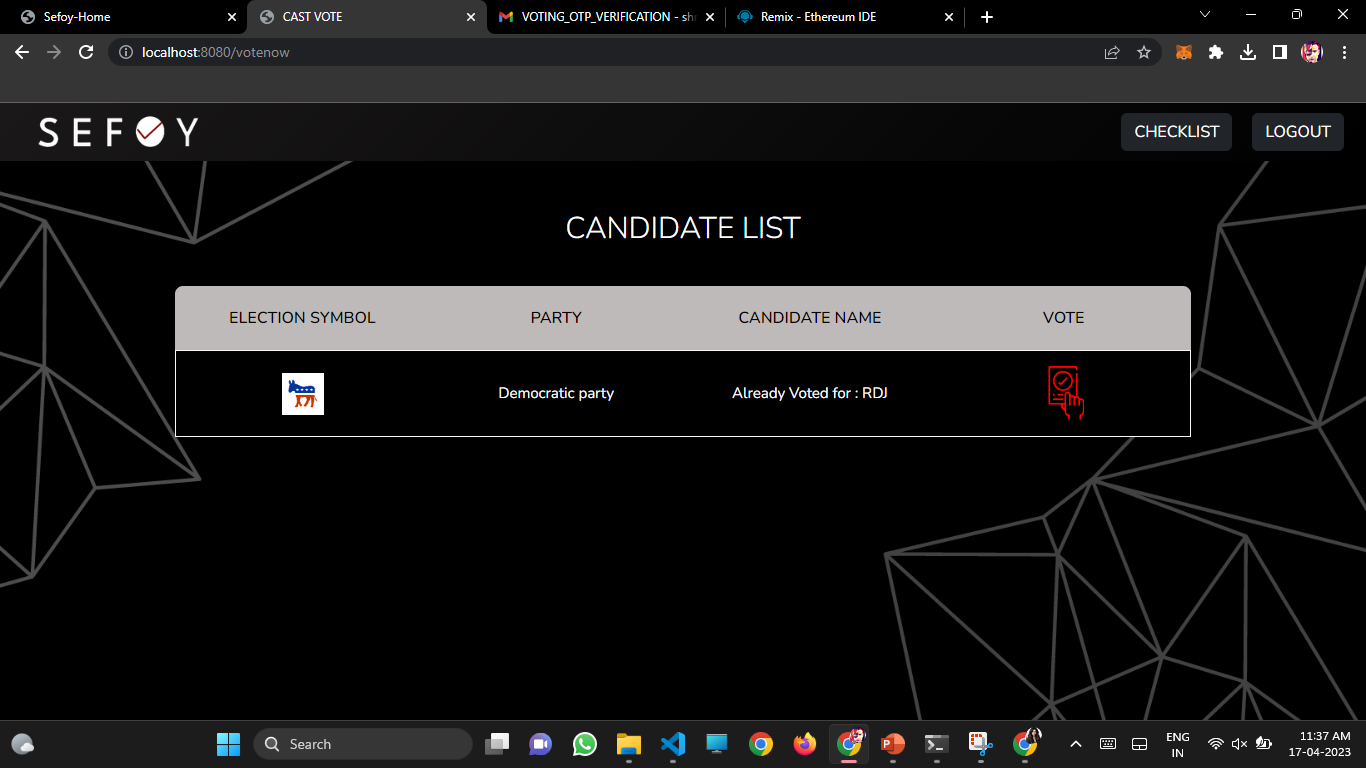 Sefoy-Home
CAST VOTE
VOTING_OTP_VERIFICATION - shr
Remix - Ethereum IDE
localhost:8080/votenow
SEFOY
CHECKLIST
LOGOUT
CANDIDATE LIST
ELECTION SYMBOL PARTY CANDIDATE NAME VOTE
Democratic party Already Voted for : RDJ
Search
ENG
IN
11:37 AM
17-04-2023